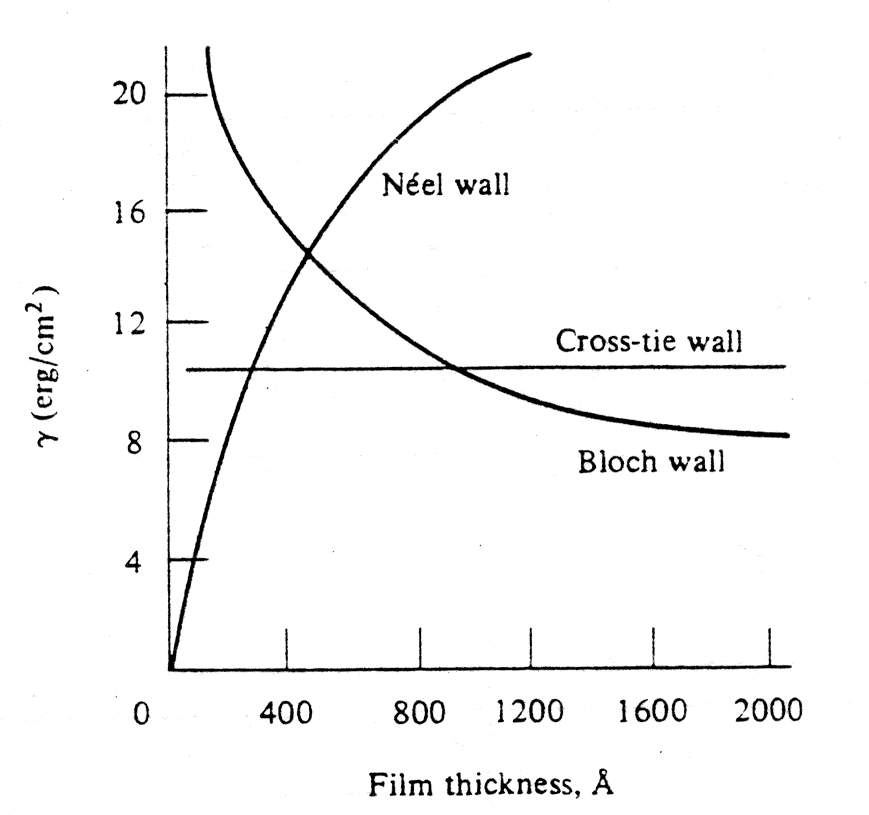 20
Néel wall
16
γ (erg/cm²)
12
Cross-tie wall
8
Bloch wall
4
0 400 800 1200 1600 2000
Film thickness, Å